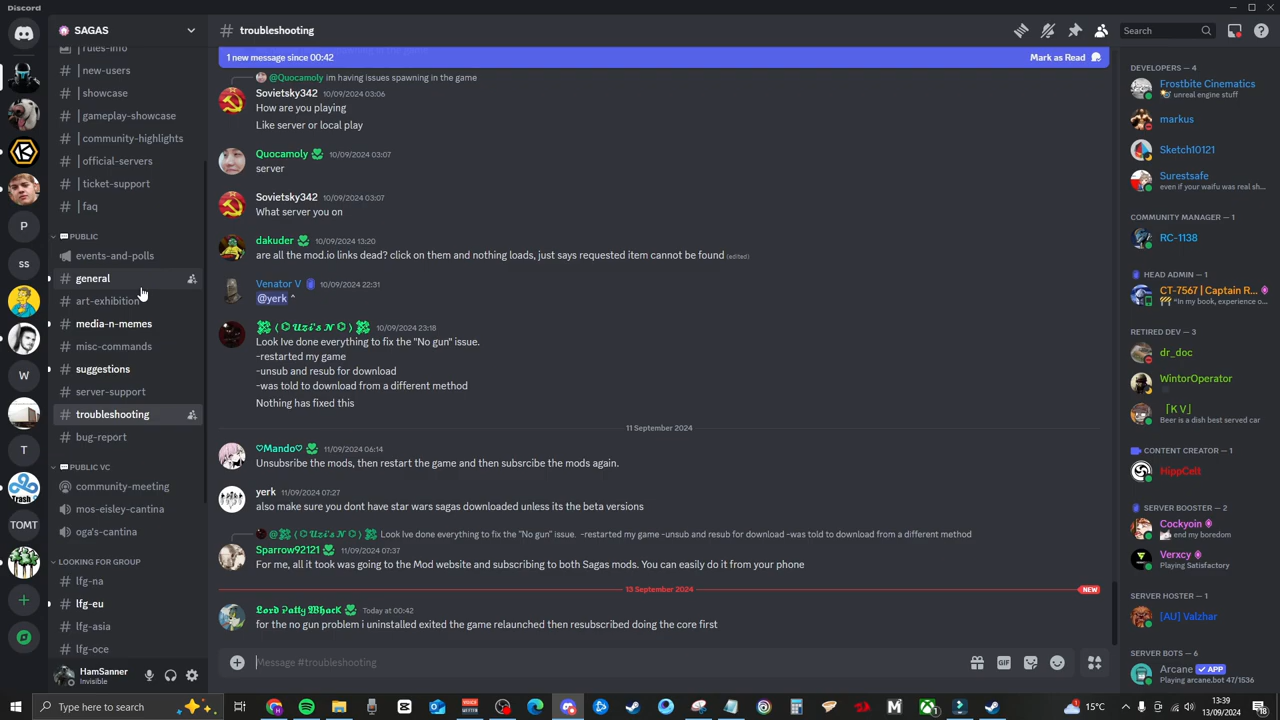 Discord
SAGAS
rules-info
| new-users
| showcase
| gameplay-showcase
| community-highlights
| official-servers
| ticket-support
| faq
PUBLIC
events-and-polls
general
art-exhibition
media-n-memes
misc-commands
suggestions
server-support
troubleshooting
bug-report
PUBLIC VC
community-meeting
mos-eisley-cantina
oga's-cantina
LOOKING FOR GROUP
lfg-na
lfg-eu
lfg-asia
lfg-oce
P
ss
W
T
Trash
TOMT
HamSanner
Invisible
# troubleshooting
Search
1 new message since 00:42
Mark as Read
@Quocamoly im having issues spawning in the game
Sovietsky342 10/09/2024 03:06
How are you playing
Like server or local play
Quocamoly 10/09/2024 03:07
server
Sovietsky342 10/09/2024 03:07
What server you on
dakuder 10/09/2024 13:20
are all the mod.io links dead? click on them and nothing loads, just says requested item cannot be found (edited)
Venator V 10/09/2024 22:31
@yerk ^
⟨⌬ 𝓤𝔃𝓲'𝓼 𝓝 ⌬⟩ 10/09/2024 23:18
Look Ive done everything to fix the "No gun" issue.
-restarted my game
-unsub and resub for download
-was told to download from a different method
Nothing has fixed this
11 September 2024
♡Mando♡ 11/09/2024 06:14
Unsubsribe the mods, then restart the game and then subsrcibe the mods again.
yerk 11/09/2024 07:27
also make sure you dont have star wars sagas downloaded unless its the beta versions
@⟨⌬ 𝓤𝔃𝓲'𝓼 𝓝 ⌬⟩ Look Ive done everything to fix the "No gun" issue. -restarted my game -unsub and resub for download -was told to download from a different method
Sparrow92121 11/09/2024 07:37
For me, all it took was going to the Mod website and subscribing to both Sagas mods. You can easily do it from your phone
13 September 2024
NEW
𝕷𝖔𝖗𝖉 𝕻𝖆𝖙𝖙𝖞 𝖂𝖍𝖆𝖈𝕶 Today at 00:42
for the no gun problem i uninstalled exited the game relaunched then resubscribed doing the core first
Message #troubleshooting
GIF
DEVELOPERS — 4
Frostbite Cinematics
unreal engine stuff
markus
Sketch10121
Surestsafe
even if your waifu was real sh...
COMMUNITY MANAGER — 1
RC-1138
HEAD ADMIN — 1
CT-7567 | Captain R...
"In my book, experience o...
RETIRED DEV — 3
dr_doc
WintorOperator
「K V」
Beer is a dish best served car
CONTENT CREATOR — 1
HippCelt
SERVER BOOSTER — 2
Cockyoin
end my boredom
Verxcy
Playing Satisfactory
SERVER HOSTER — 1
[AU] Valzhar
SERVER BOTS — 6
Arcane APP
Playing arcane.bot 47/1536
Type here to search
15°C
13:39
13/09/2024